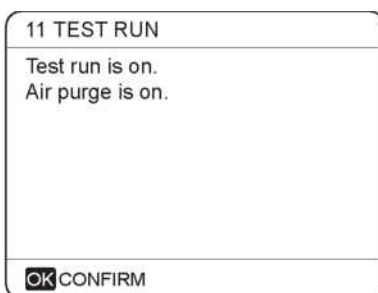 11 TEST RUN
Test run is on.
Air purge is on.
OK CONFIRM